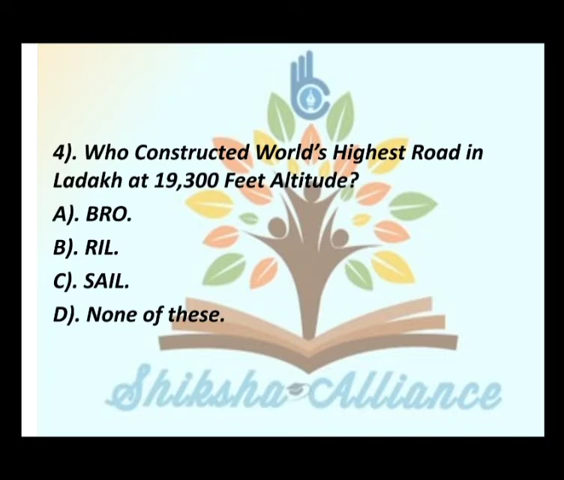 4). Who Constructed World's Highest Road in
Ladakh at 19,300 Feet Altitude?
A). BRO.
B). RIL.
C). SAIL.
D). None of these.
Shiksha Alliance